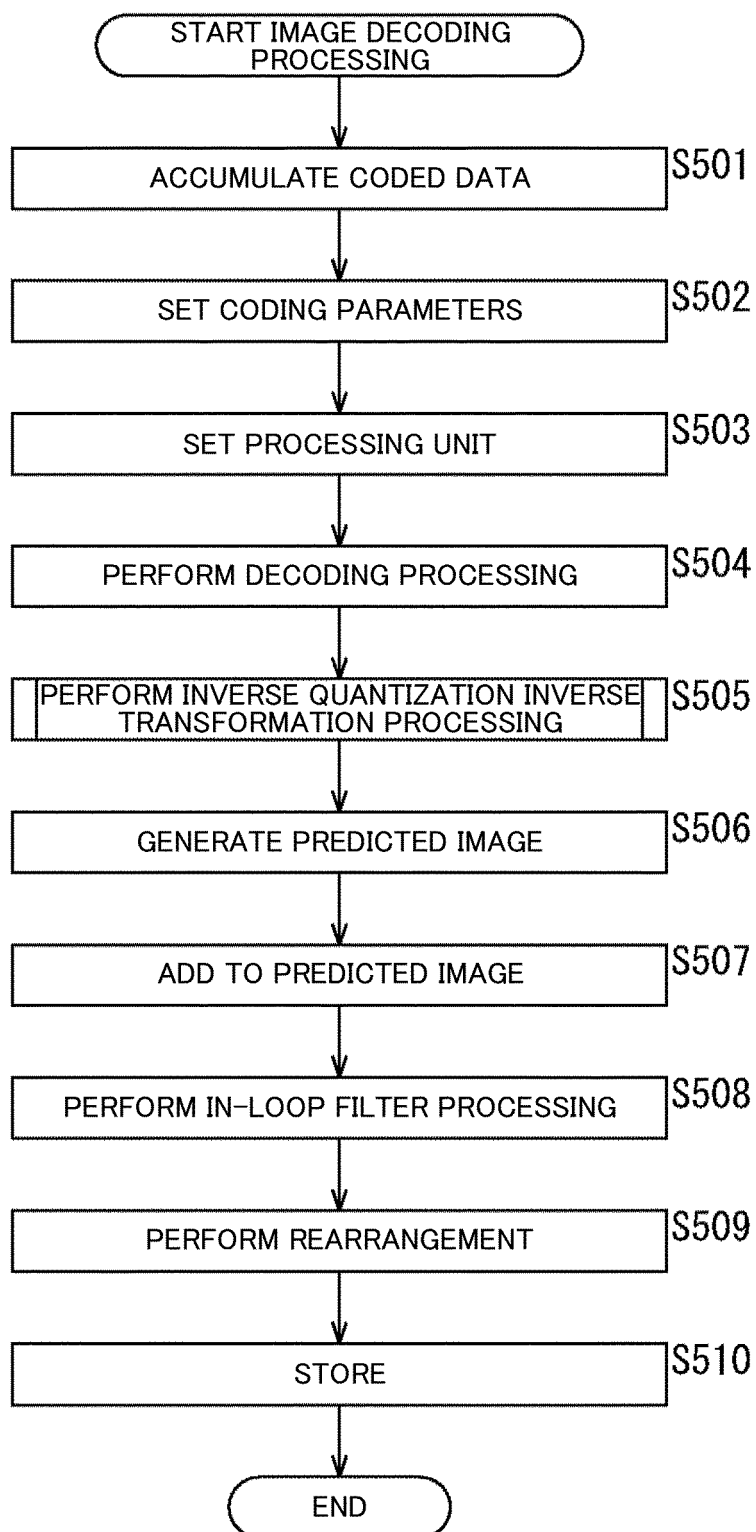 START IMAGE DECODING
PROCESSING
ACCUMULATE CODED DATA
S501
SET CODING PARAMETERS
S502
SET PROCESSING UNIT
S503
PERFORM DECODING PROCESSING
S504
PERFORM INVERSE QUANTIZATION INVERSE
TRANSFORMATION PROCESSING
S505
GENERATE PREDICTED IMAGE
S506
ADD TO PREDICTED IMAGE
S507
PERFORM IN-LOOP FILTER PROCESSING
S508
PERFORM REARRANGEMENT
S509
STORE
S510
END